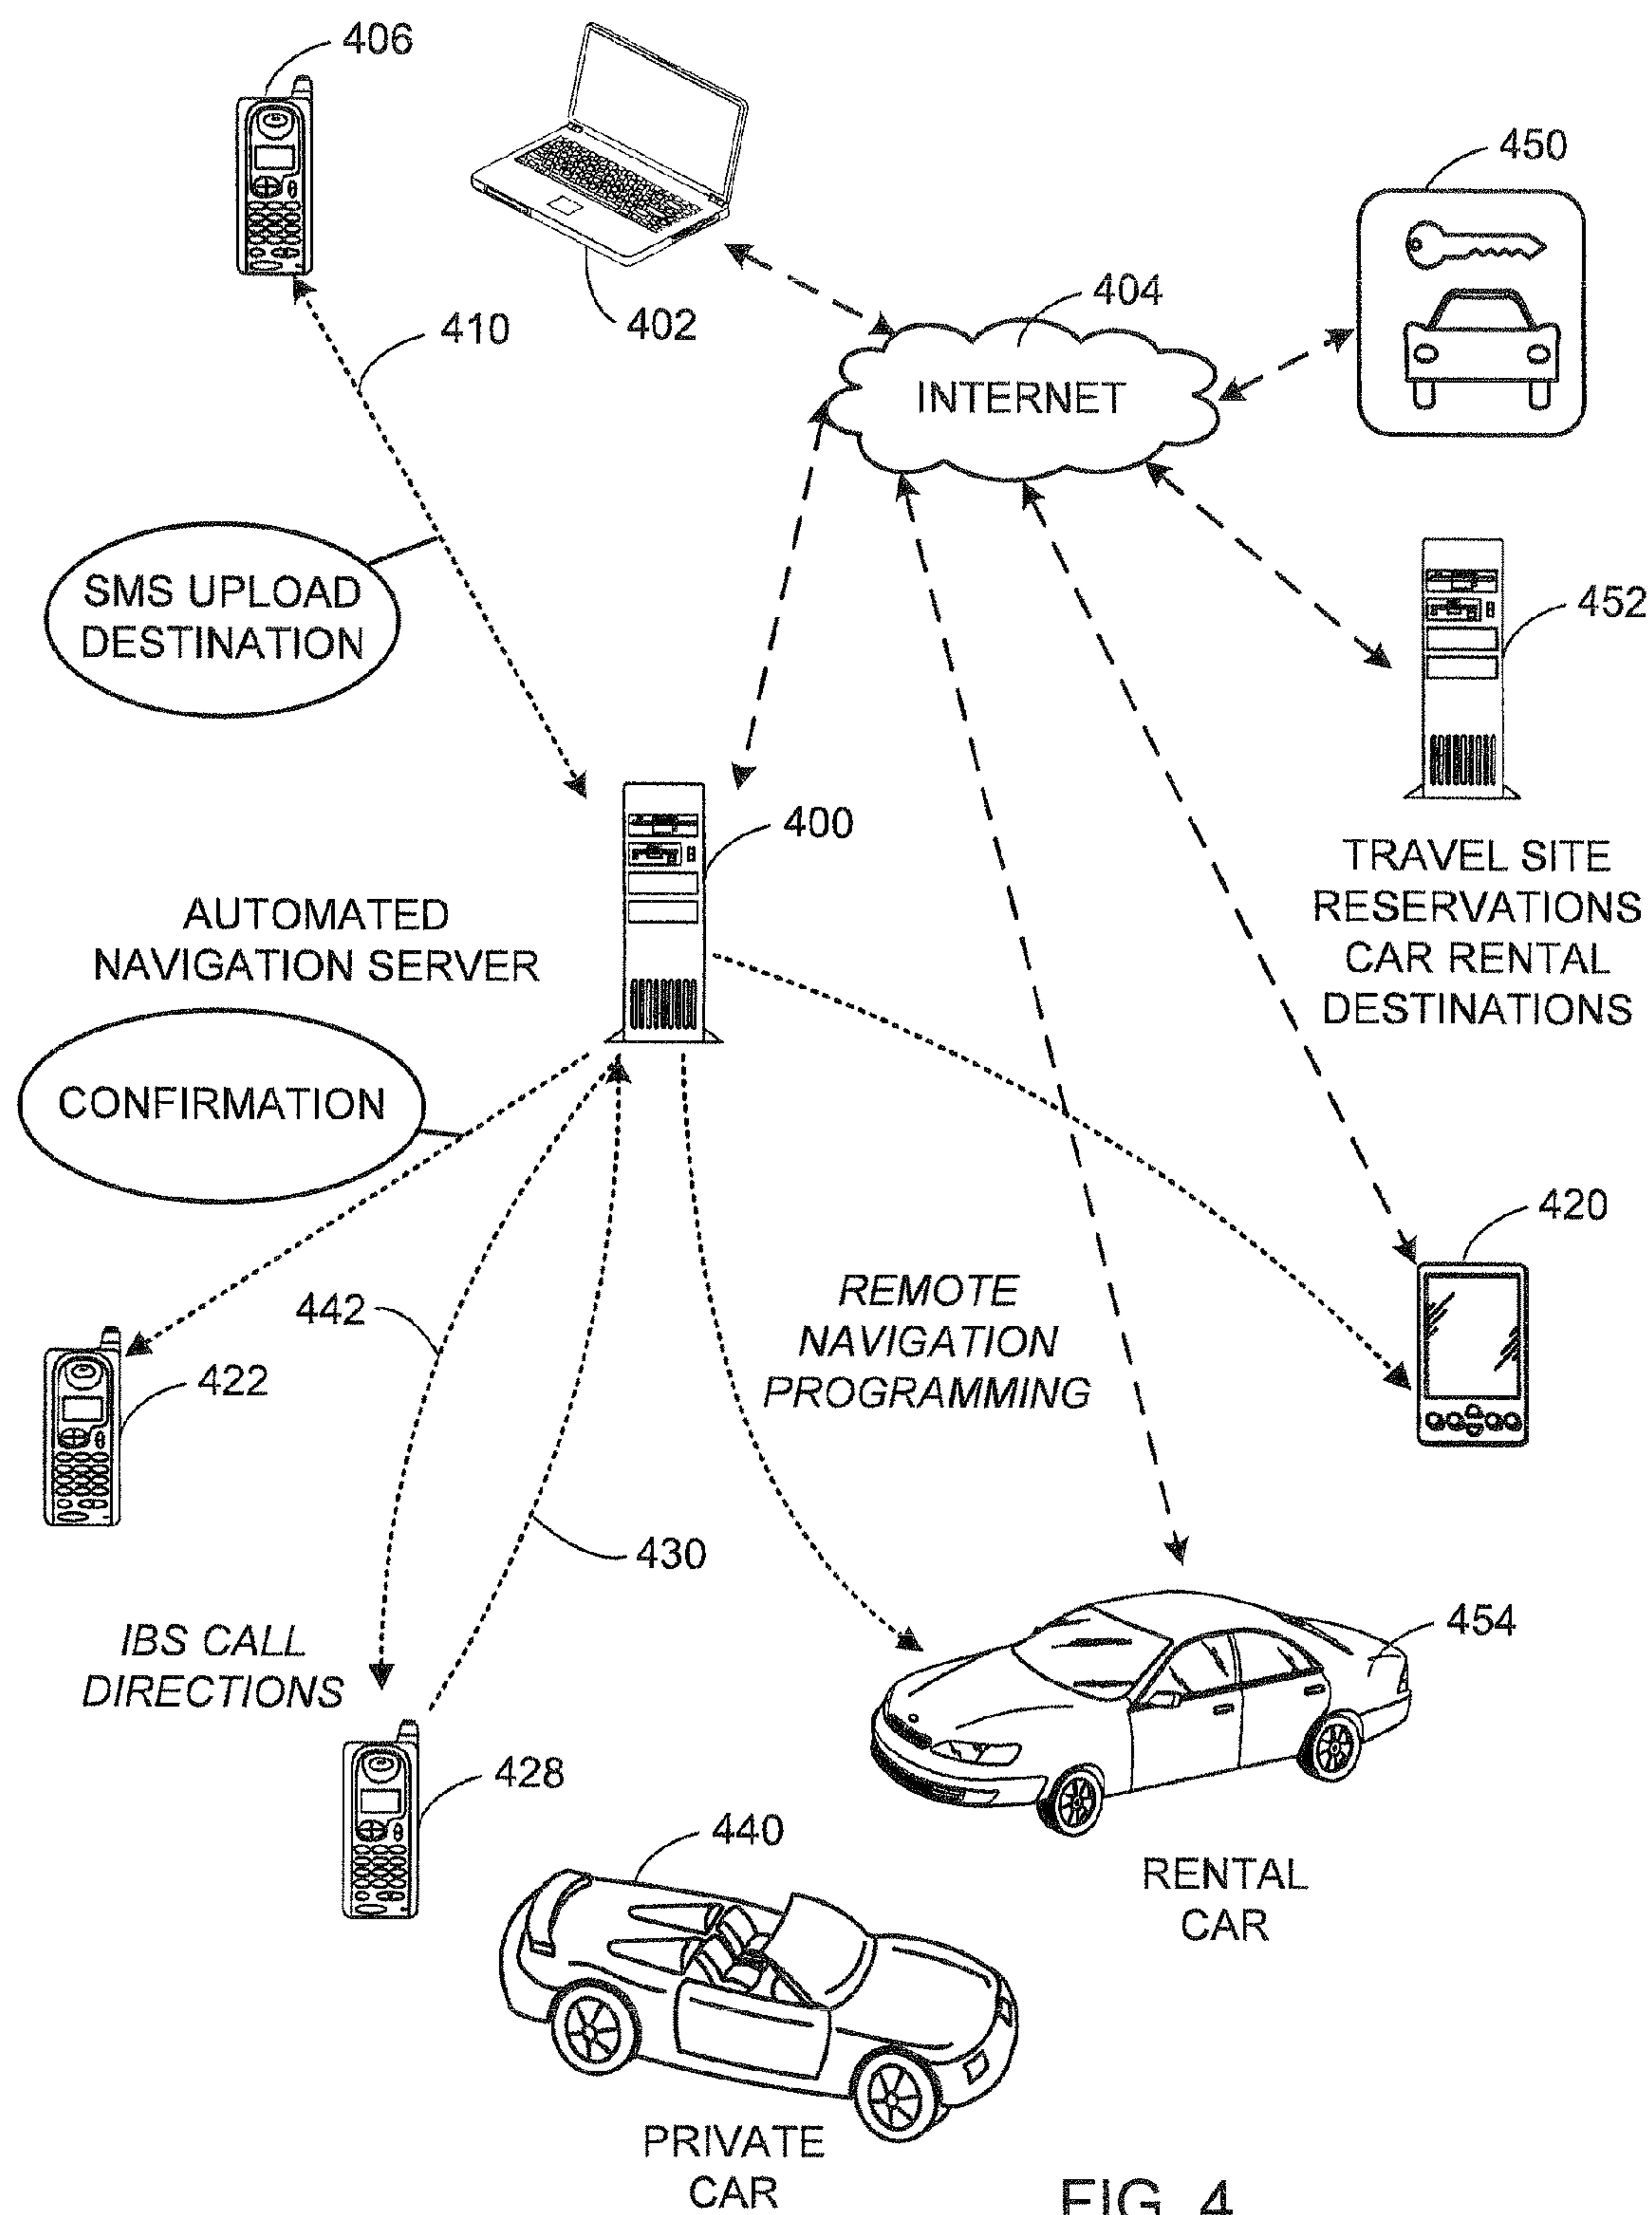 406
450
404
402
410
INTERNET
SMS UPLOAD
DESTINATION
452
400
TRAVEL SITE
RESERVATIONS
CAR RENTAL
DESTINATIONS
AUTOMATED
NAVIGATION SERVER
CONFIRMATION
420
REMOTE
NAVIGATION
PROGRAMMING
442
422
430
IBS CALL
DIRECTIONS
454
428
440
RENTAL
CAR
PRIVATE
CAR
FIG. 4